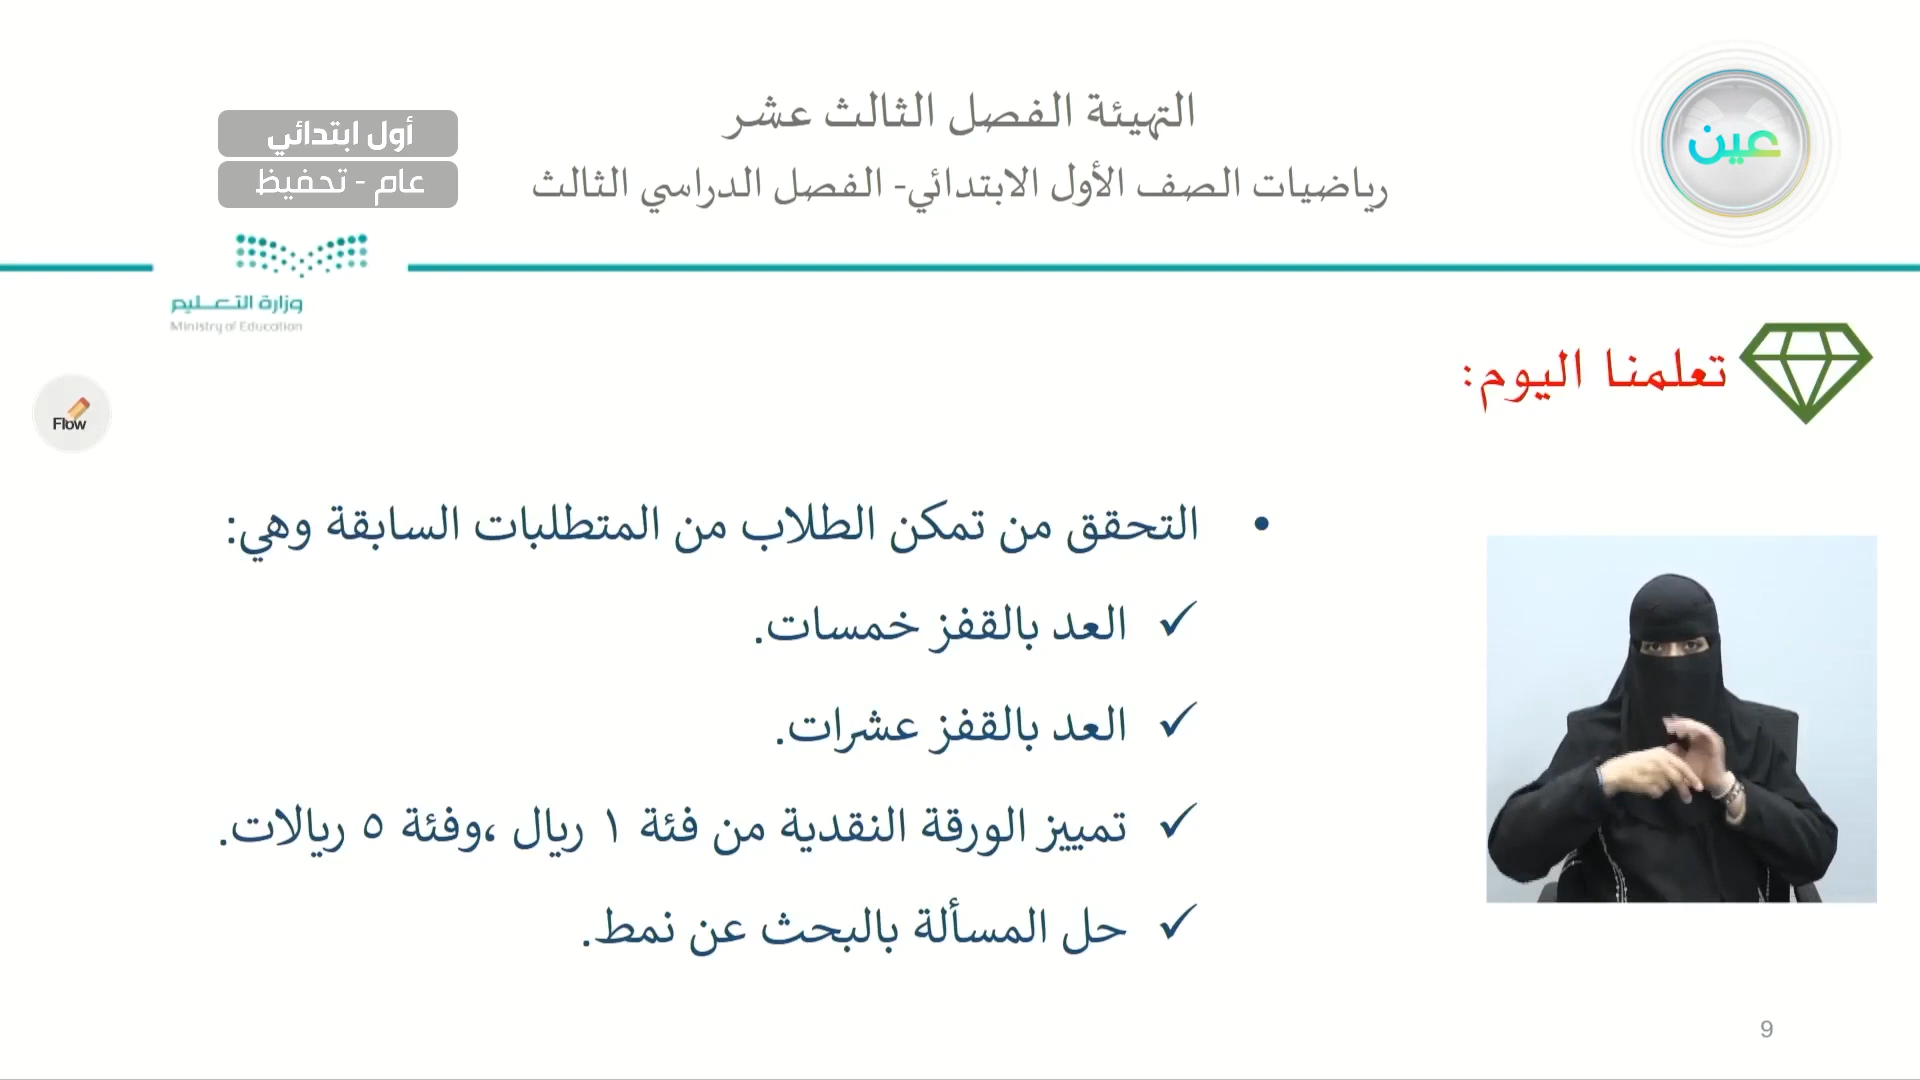 التهيئة الفصل الثالث عشر
رياضيات الصف الأول الابتدائي- الفصل الدراسي الثالث
عين
أول ابتدائي
عام - تحفيظ
وزارة التعليم
Ministry of Education
تعلمنا اليوم:
Flow
• التحقق من تمكن الطلاب من المتطلبات السابقة وهي:
✓ العد بالقفز خمسات.
✓ العد بالقفز عشرات.
✓ تمييز الورقة النقدية من فئة ١ ريال ،وفئة ٥ ريالات.
✓ حل المسألة بالبحث عن نمط.
9